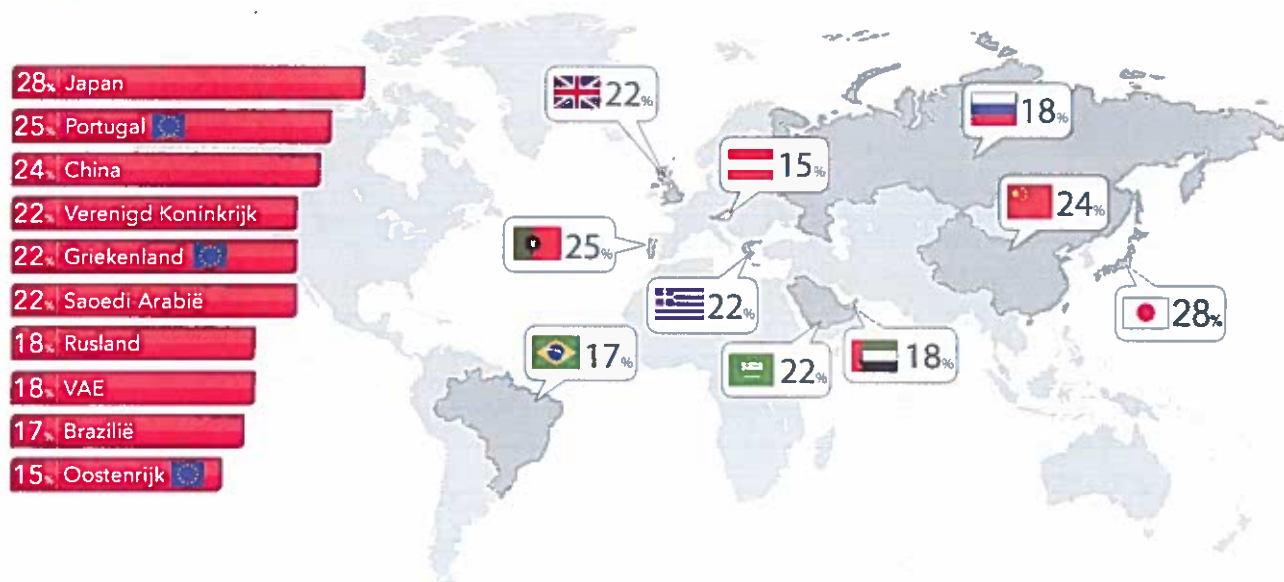 28% Japan
25% Portugal
24% China
22% Verenigd Koninkrijk
22% Griekenland
22% Saoedi Arabië
18% Rusland
18% VAE
17% Brazilië
15% Oostenrijk
22%
18%
15%
24%
25%
22%
28%
17%
22%
18%